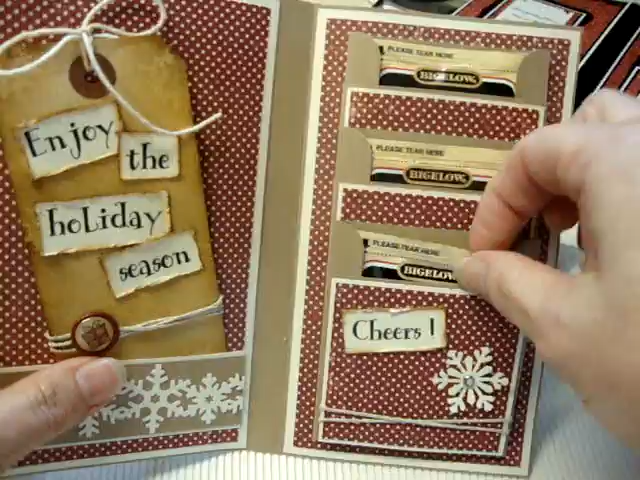 Enjoy
the
holiday
season
PLEASE TEAR HERE
BIGELOW
PLEASE TEAR HERE
BIGELOW
PLEASE TEAR HERE
BIGELOW
Cheers !